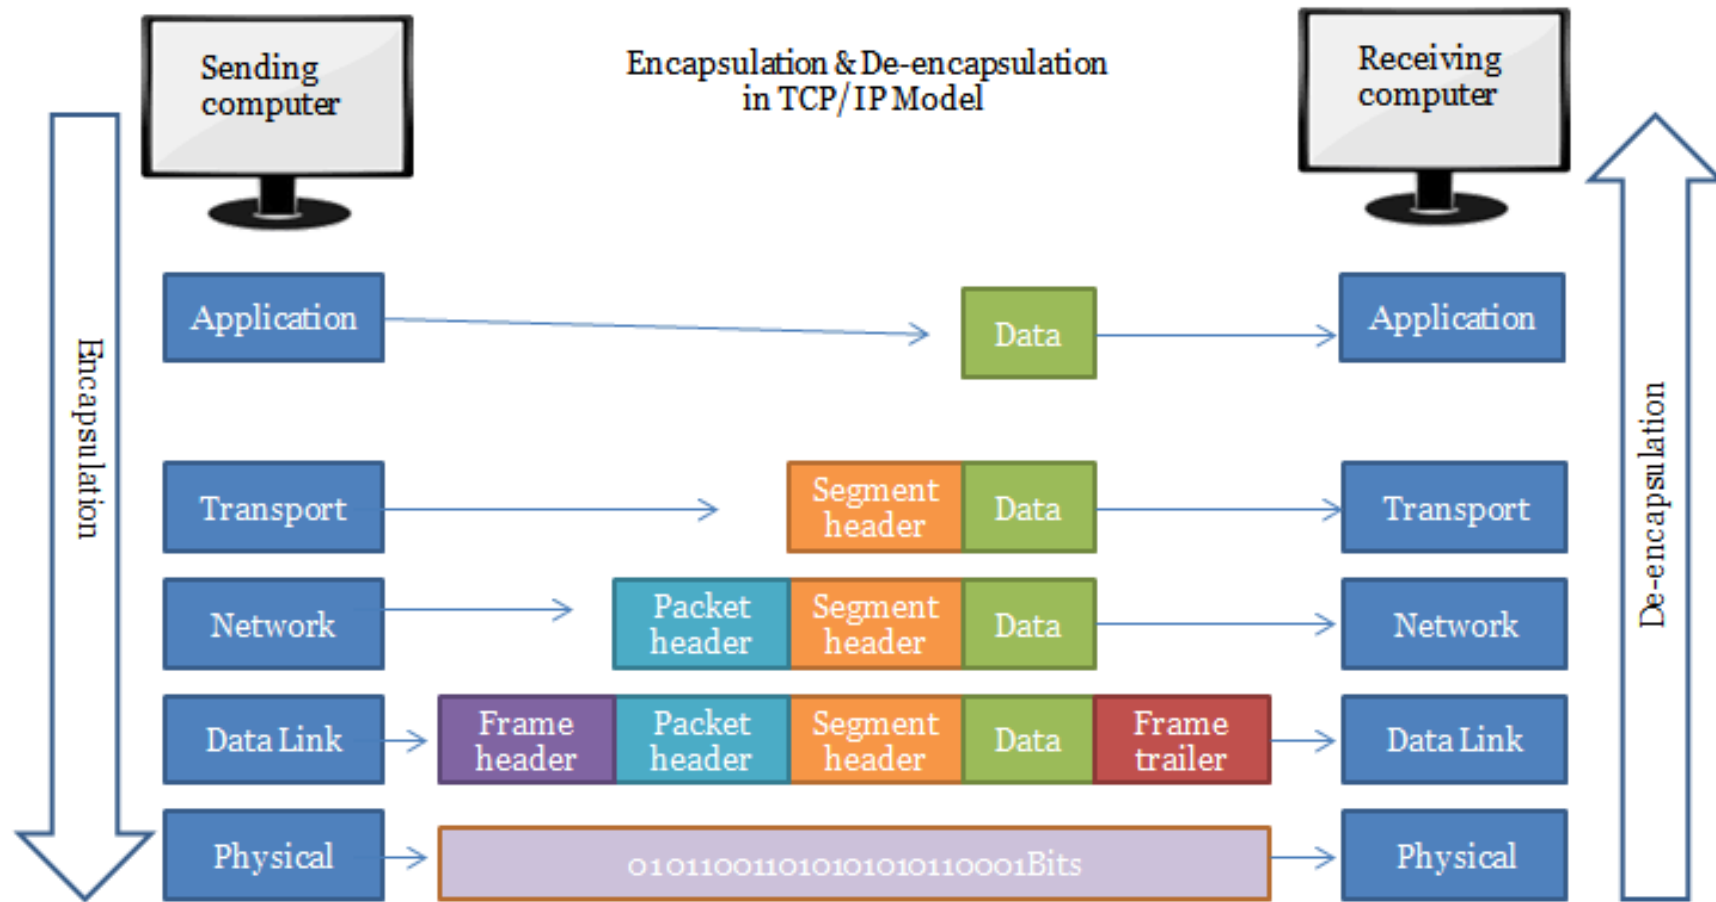 Sending
computer
Encapsulation & De-encapsulation
in TCP/IP Model
Receiving
computer
Encapsulation
De-encapsulation
Application
Data
Application
Transport
Segment
header
Data
Transport
Network
Packet
header
Segment
header
Data
Network
Data Link
Frame
header
Packet
header
Segment
header
Data
Frame
trailer
Data Link
Physical
010110011010101010110001Bits
Physical